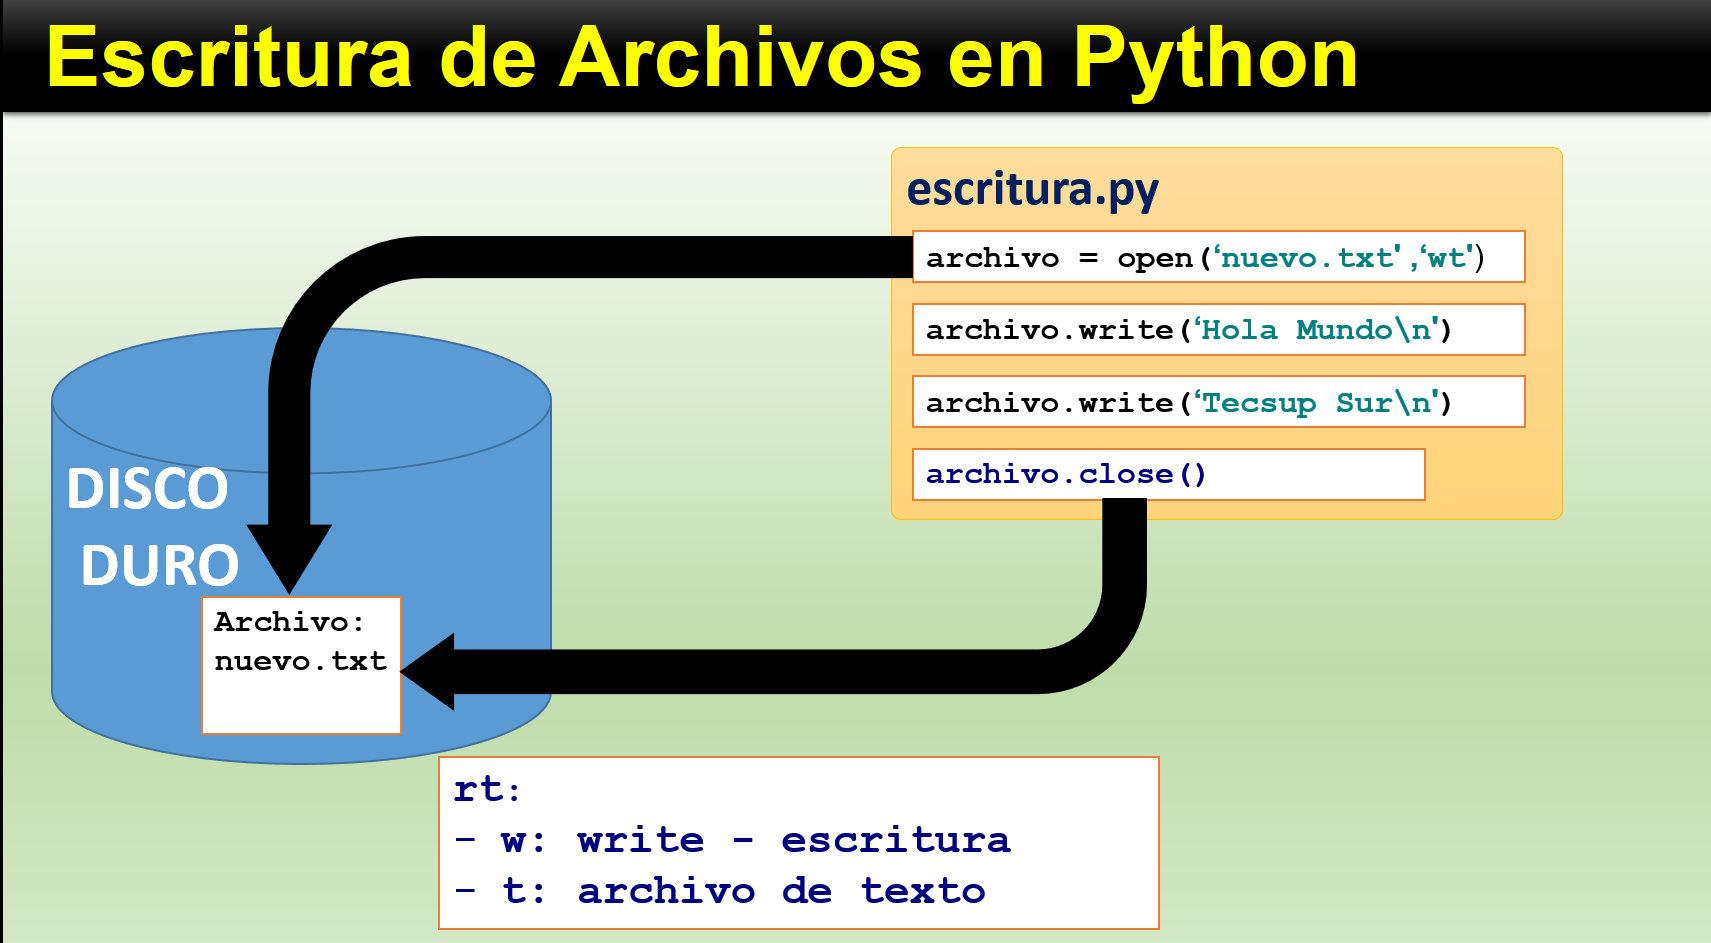 Escritura de Archivos en Python
escritura.py
archivo = open(‘nuevo.txt',‘wt')
archivo.write(‘Hola Mundo\n')
archivo.write(‘Tecsup Sur\n')
archivo.close()
DISCO
DURO
Archivo:
nuevo.txt
rt:
- w: write - escritura
- t: archivo de texto